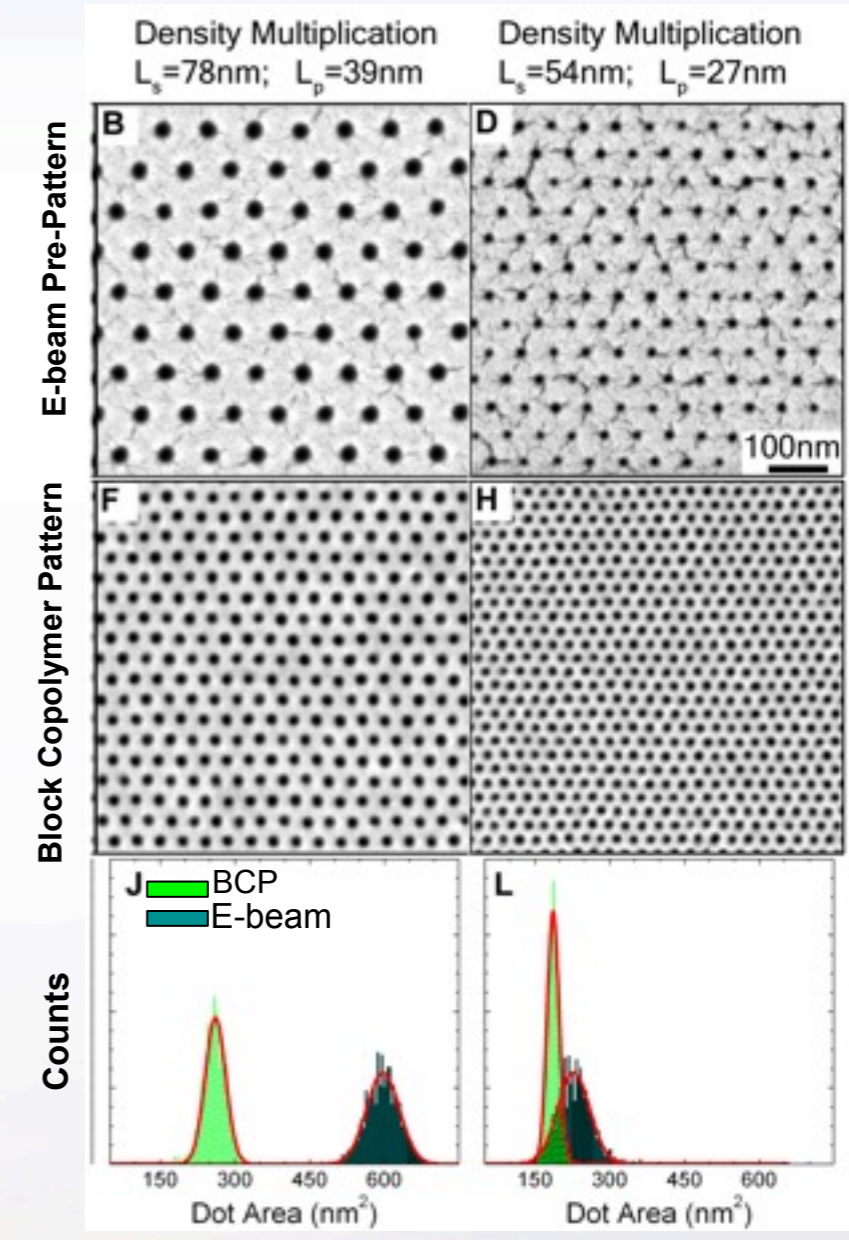 Density Multiplication
Lₛ=78nm; Lₚ=39nm
Density Multiplication
Lₛ=54nm; Lₚ=27nm
E-beam Pre-Pattern
B
D
100nm
Block Copolymer Pattern
F
H
Counts
J
BCP
E-beam
L
150 300 450 600
150 300 450 600
Dot Area (nm²)
Dot Area (nm²)